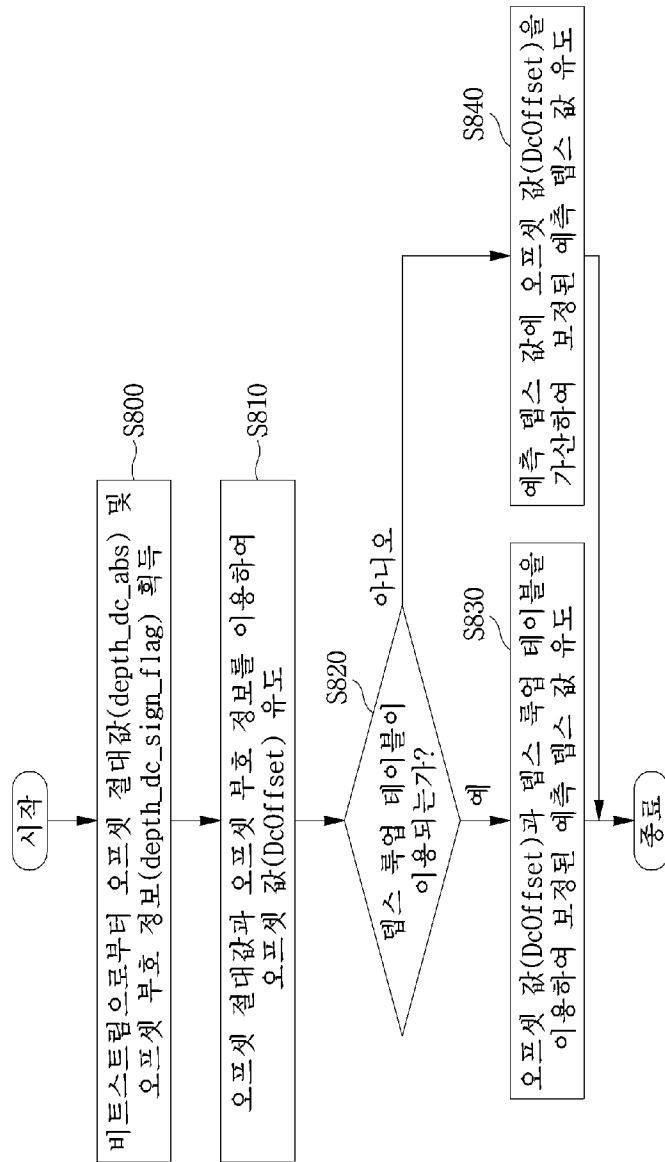 시작
비트스트림으로부터 오프셋 절대값(depth_dc_abs) 및
오프셋 부호 정보(depth_dc_sign_flag) 획득
S800
오프셋 절대값과 오프셋 부호 정보를 이용하여
오프셋 값(DcOffset) 유도
S810
뎁스 룩업 테이블이
이용되는가?
S820
아니오
예
오프셋 값(DcOffset)과 뎁스 룩업 테이블을
이용하여 보정된 예측 뎁스 값 유도
S830
예측 뎁스 값에 오프셋 값(DcOffset)을
가산하여 보정된 예측 뎁스 값 유도
S840
종료